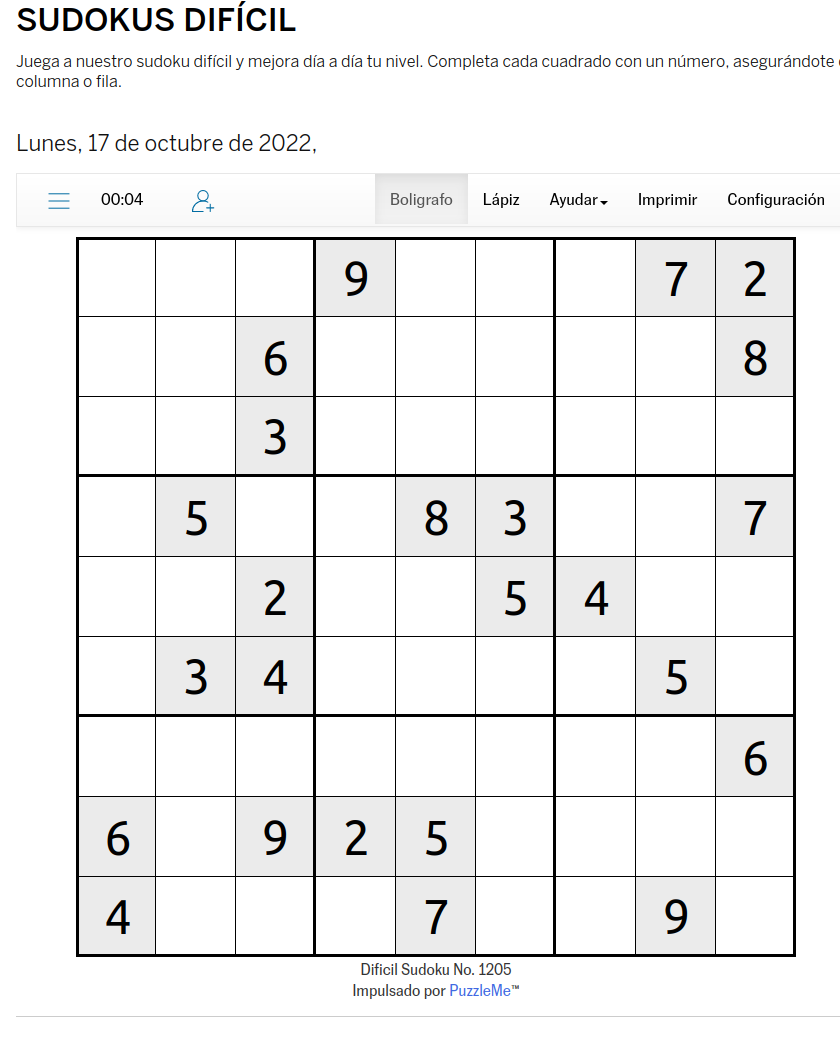 SUDOKUS DIFÍCIL
Juega a nuestro sudoku difícil y mejora día a día tu nivel. Completa cada cuadrado con un número, asegurándote
columna o fila.
Lunes, 17 de octubre de 2022,
00:04 Boligrafo Lápiz Ayudar Imprimir Configuración
9 7 2
6 8
3
5 8 3 7
2 5 4
3 4 5
6
6 9 2 5
4 7 9
Dificil Sudoku No. 1205
Impulsado por PuzzleMe™